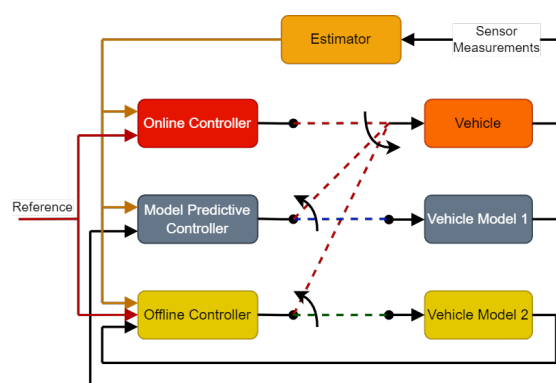 Estimator
Sensor
Measurements
Online Controller
Vehicle
Reference
Model Predictive
Controller
Vehicle Model 1
Offline Controller
Vehicle Model 2